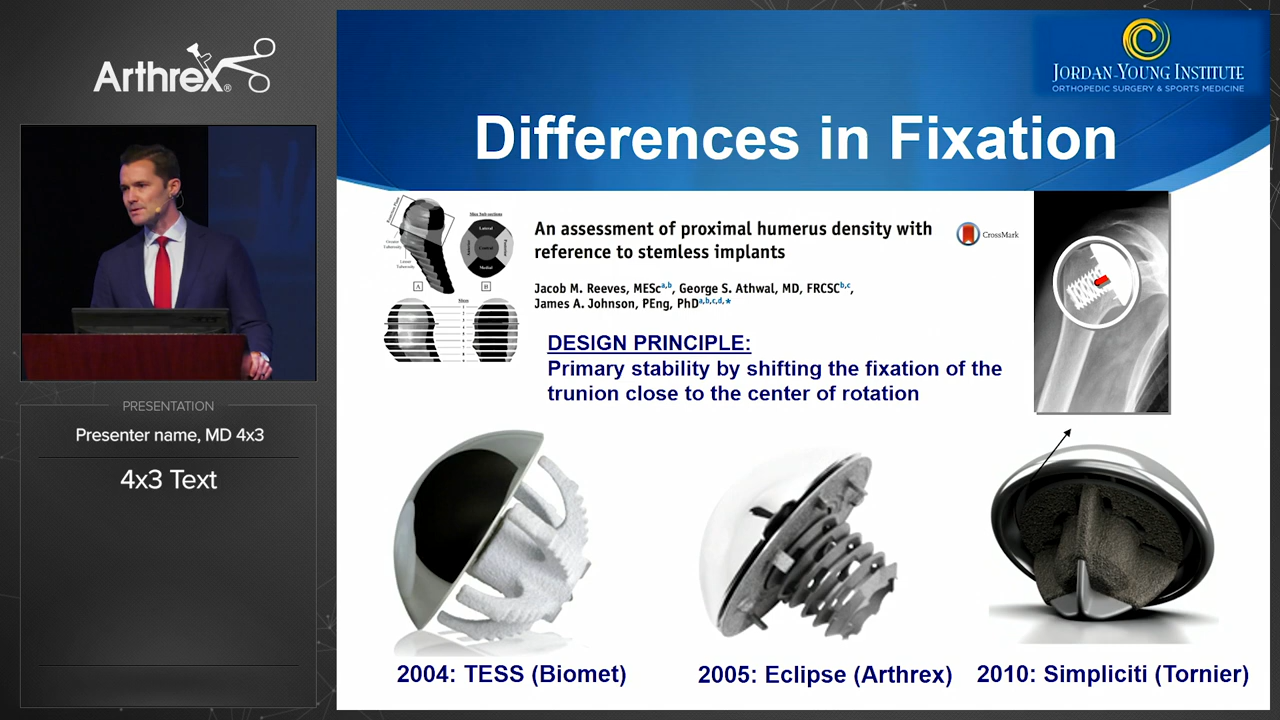 Arthrex®
JORDAN-YOUNG INSTITUTE
ORTHOPEDIC SURGERY & SPORTS MEDICINE
Differences in Fixation
An assessment of proximal humerus density with
reference to stemless implants
CrossMark
Jacob M. Reeves, MESc^a,b, George S. Athwal, MD, FRCSC^b,c,
James A. Johnson, PEng, PhD^a,b,c,d,*
Lateral
Central
Medial
A
B
DESIGN PRINCIPLE:
Primary stability by shifting the fixation of the
trunion close to the center of rotation
PRESENTATION
Presenter name, MD 4x3
4x3 Text
2004: TESS (Biomet)
2005: Eclipse (Arthrex)
2010: Simpliciti (Tornier)